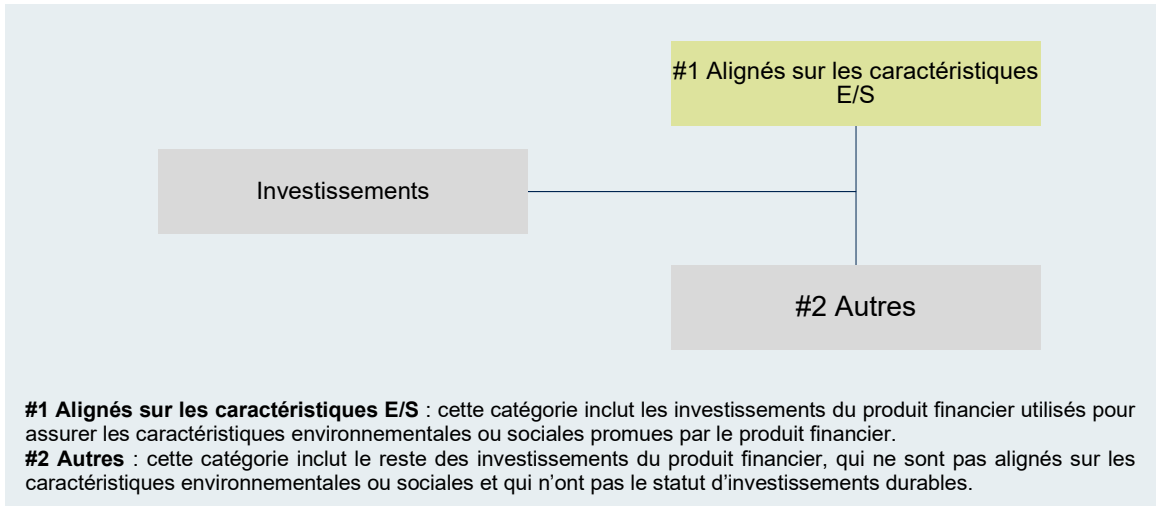 #1 Alignés sur les caractéristiques
E/S
Investissements
#2 Autres
#1 Alignés sur les caractéristiques E/S : cette catégorie inclut les investissements du produit financier utilisés pour
assurer les caractéristiques environnementales ou sociales promues par le produit financier.
#2 Autres : cette catégorie inclut le reste des investissements du produit financier, qui ne sont pas alignés sur les
caractéristiques environnementales ou sociales et qui n’ont pas le statut d’investissements durables.